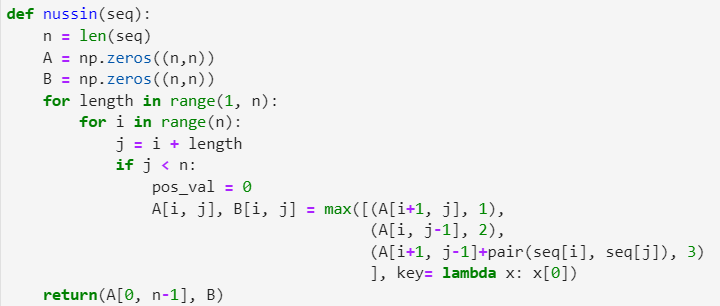 def nussin(seq):
    n = len(seq)
    A = np.zeros((n,n))
    B = np.zeros((n,n))
    for length in range(1, n):
        for i in range(n):
            j = i + length
            if j < n:
                pos_val = 0
                A[i, j], B[i, j] = max([(A[i+1, j], 1),
                                        (A[i, j-1], 2),
                                        (A[i+1, j-1]+pair(seq[i], seq[j]), 3)
                                        ], key= lambda x: x[0])
    return(A[0, n-1], B)